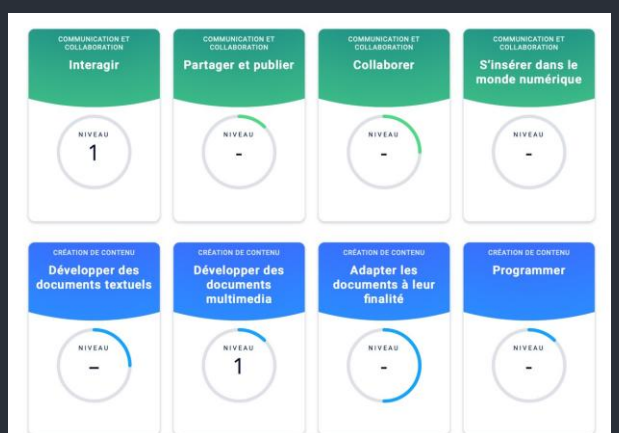 COMMUNICATION ET
COLLABORATION
Interagir
NIVEAU
1
COMMUNICATION ET
COLLABORATION
Partager et publier
NIVEAU
-
COMMUNICATION ET
COLLABORATION
Collaborer
NIVEAU
-
COMMUNICATION ET
COLLABORATION
S'insérer dans le
monde numérique
NIVEAU
-
CRÉATION DE CONTENU
Développer des
documents textuels
NIVEAU
–
CRÉATION DE CONTENU
Développer des
documents
multimedia
NIVEAU
1
CRÉATION DE CONTENU
Adapter les
documents à leur
finalité
NIVEAU
-
CRÉATION DE CONTENU
Programmer
NIVEAU
-